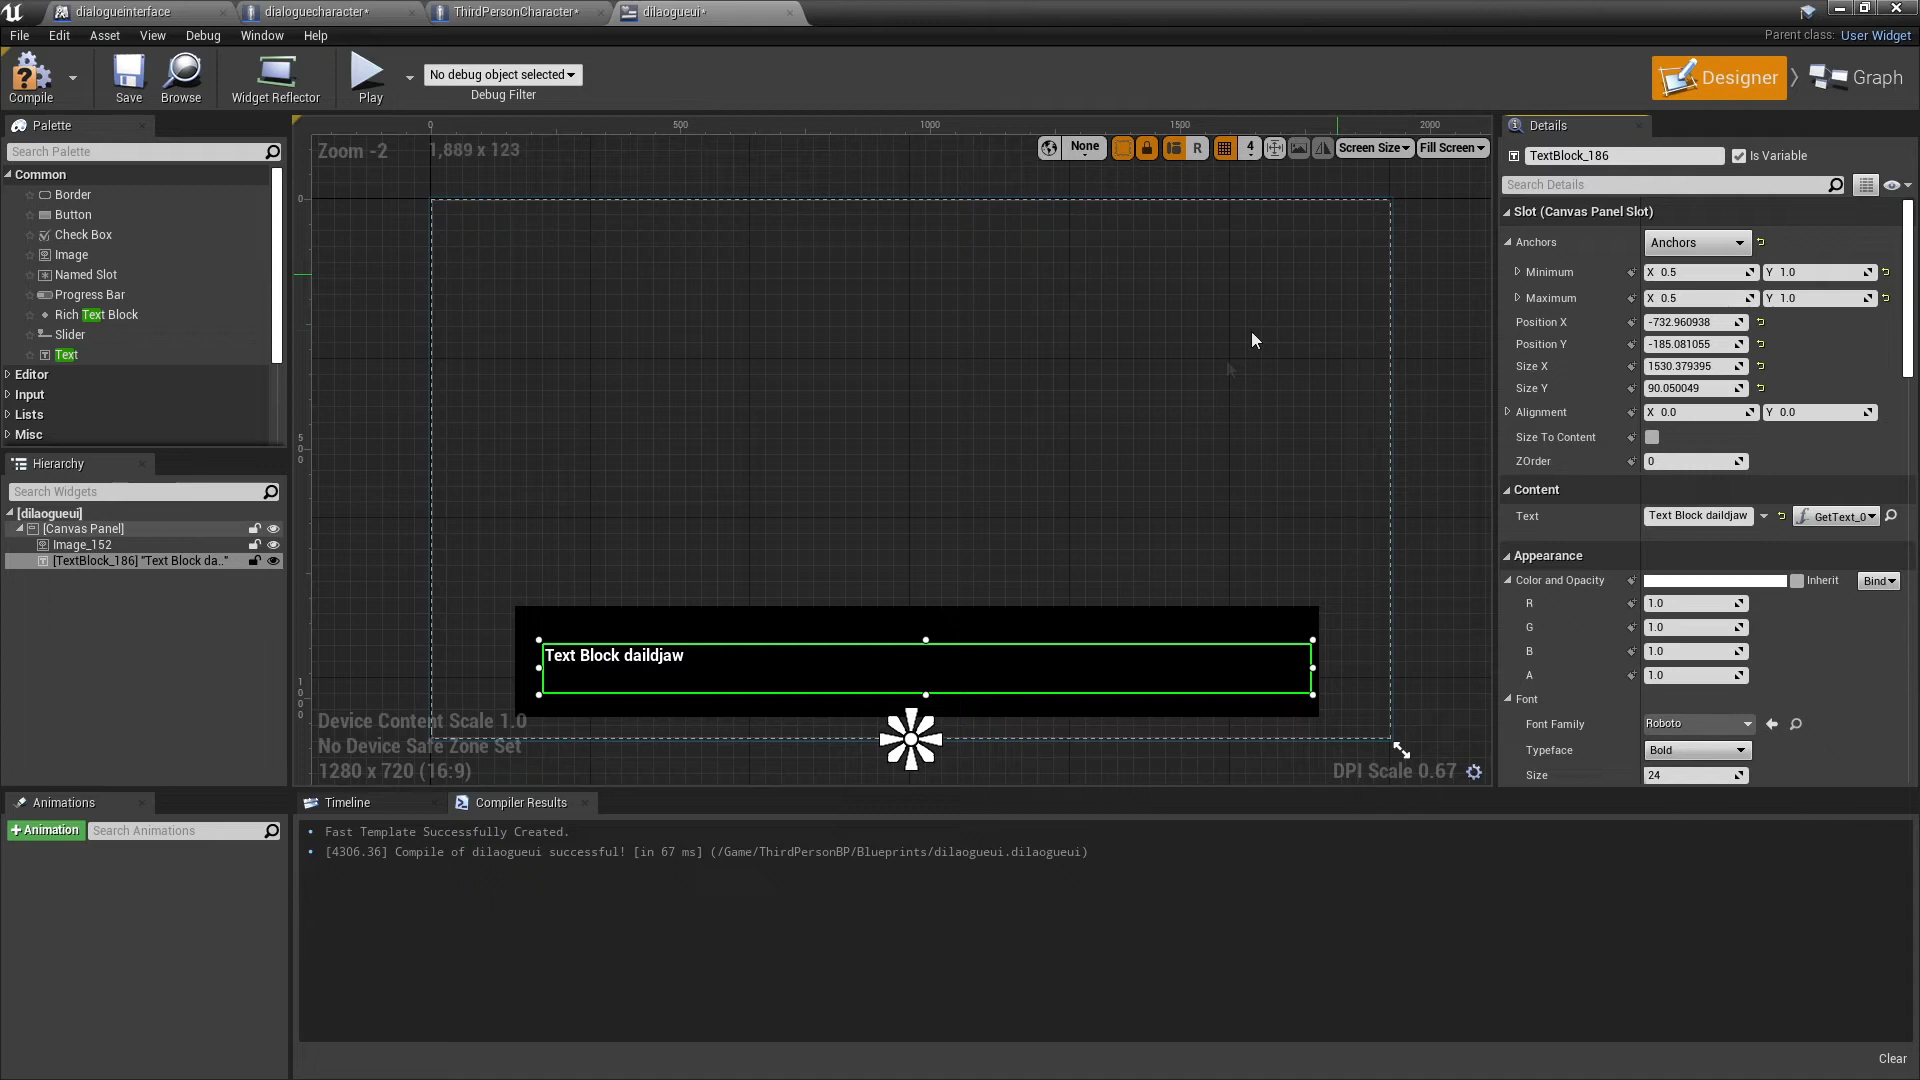 dialogueinterface
dialoguecharacter*
ThirdPersonCharacter*
dilaogueui*
File Edit Asset View Debug Window Help
Parent class: User Widget
Compile
Save
Browse
Widget Reflector
Play
No debug object selected
Debug Filter
Designer
Graph
Palette
Search Palette
Common
Border
Button
Check Box
Image
Named Slot
Progress Bar
Rich Text Block
Slider
Text
Editor
Input
Lists
Misc
Hierarchy
Search Widgets
[dilaogueui]
[Canvas Panel]
Image_152
[TextBlock_186] "Text Block da.."
Animations
+Animation
Search Animations
0 500 1000 1500 2000
Zoom -2
1,889 x 123
None
R
4
Screen Size
Fill Screen
0
500
1000
Text Block daildjaw
Device Content Scale 1.0
No Device Safe Zone Set
1280 x 720 (16:9)
DPI Scale 0.67
Timeline
Compiler Results
• Fast Template Successfully Created.
• [4306.36] Compile of dilaogueui successful! [in 67 ms] (/Game/ThirdPersonBP/Blueprints/dilaogueui.dilaogueui)
Clear
Details
TextBlock_186
Is Variable
Search Details
Slot (Canvas Panel Slot)
Anchors Anchors
Minimum X 0.5 Y 1.0
Maximum X 0.5 Y 1.0
Position X -732.960938
Position Y -185.081055
Size X 1530.379395
Size Y 90.050049
Alignment X 0.0 Y 0.0
Size To Content
ZOrder 0
Content
Text Text Block daildjaw GetText_0
Appearance
Color and Opacity Inherit Bind
R 1.0
G 1.0
B 1.0
A 1.0
Font
Font Family Roboto
Typeface Bold
Size 24